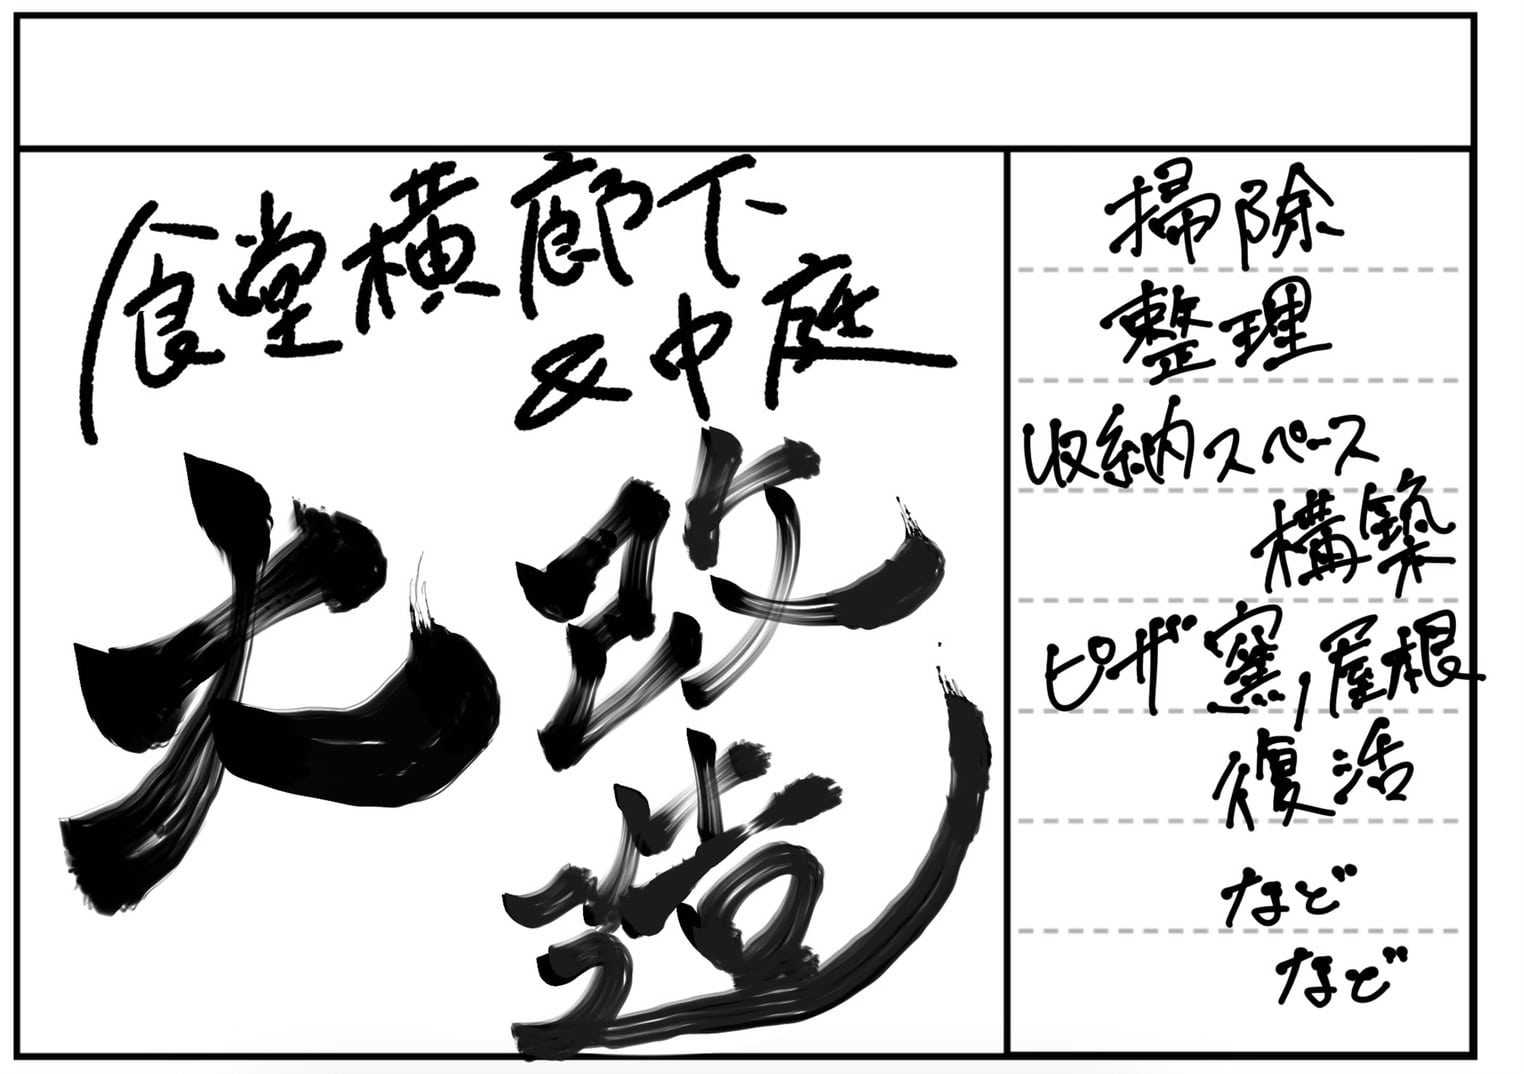 食堂横廊下
&中庭
大改造
掃除
整理
収納スペース
構築
ピザ窯,屋根
復活
など
など